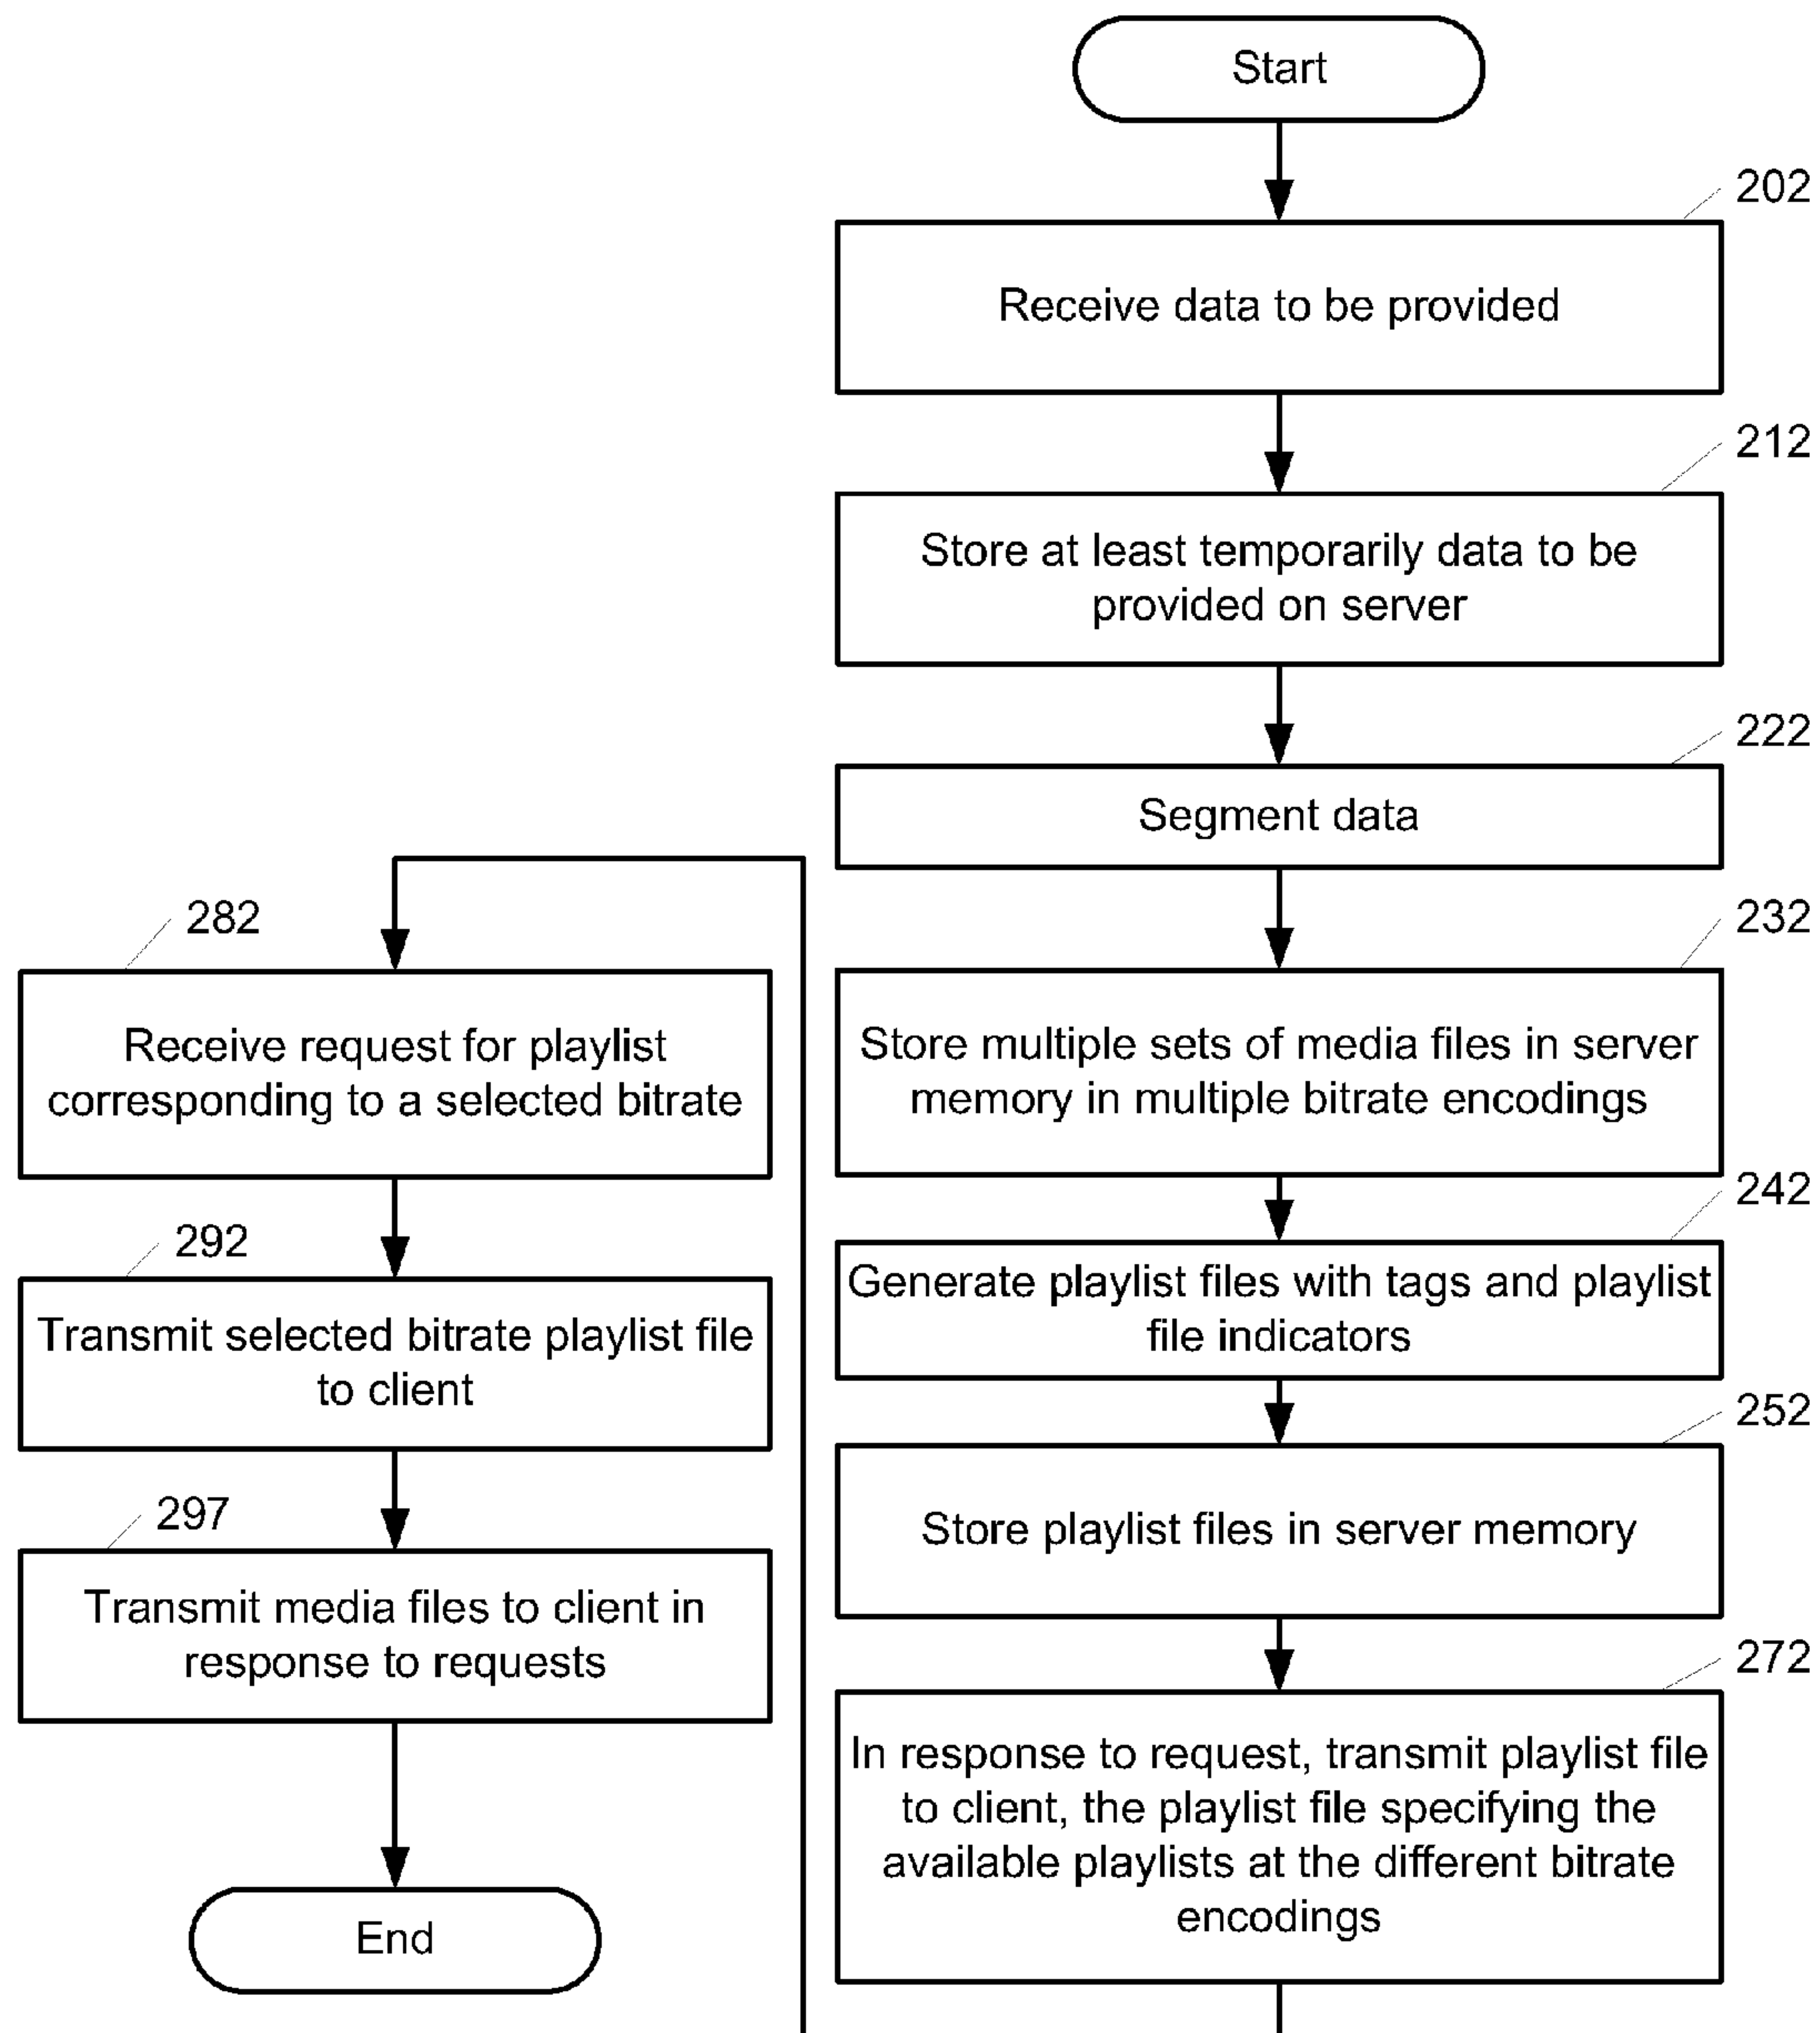 Start
202
Receive data to be provided
212
Store at least temporarily data to be
provided on server
222
Segment data
232
Store multiple sets of media files in server
memory in multiple bitrate encodings
242
Generate playlist files with tags and playlist
file indicators
252
Store playlist files in server memory
272
In response to request, transmit playlist file
to client, the playlist file specifying the
available playlists at the different bitrate
encodings
282
Receive request for playlist
corresponding to a selected bitrate
292
Transmit selected bitrate playlist file
to client
297
Transmit media files to client in
response to requests
End